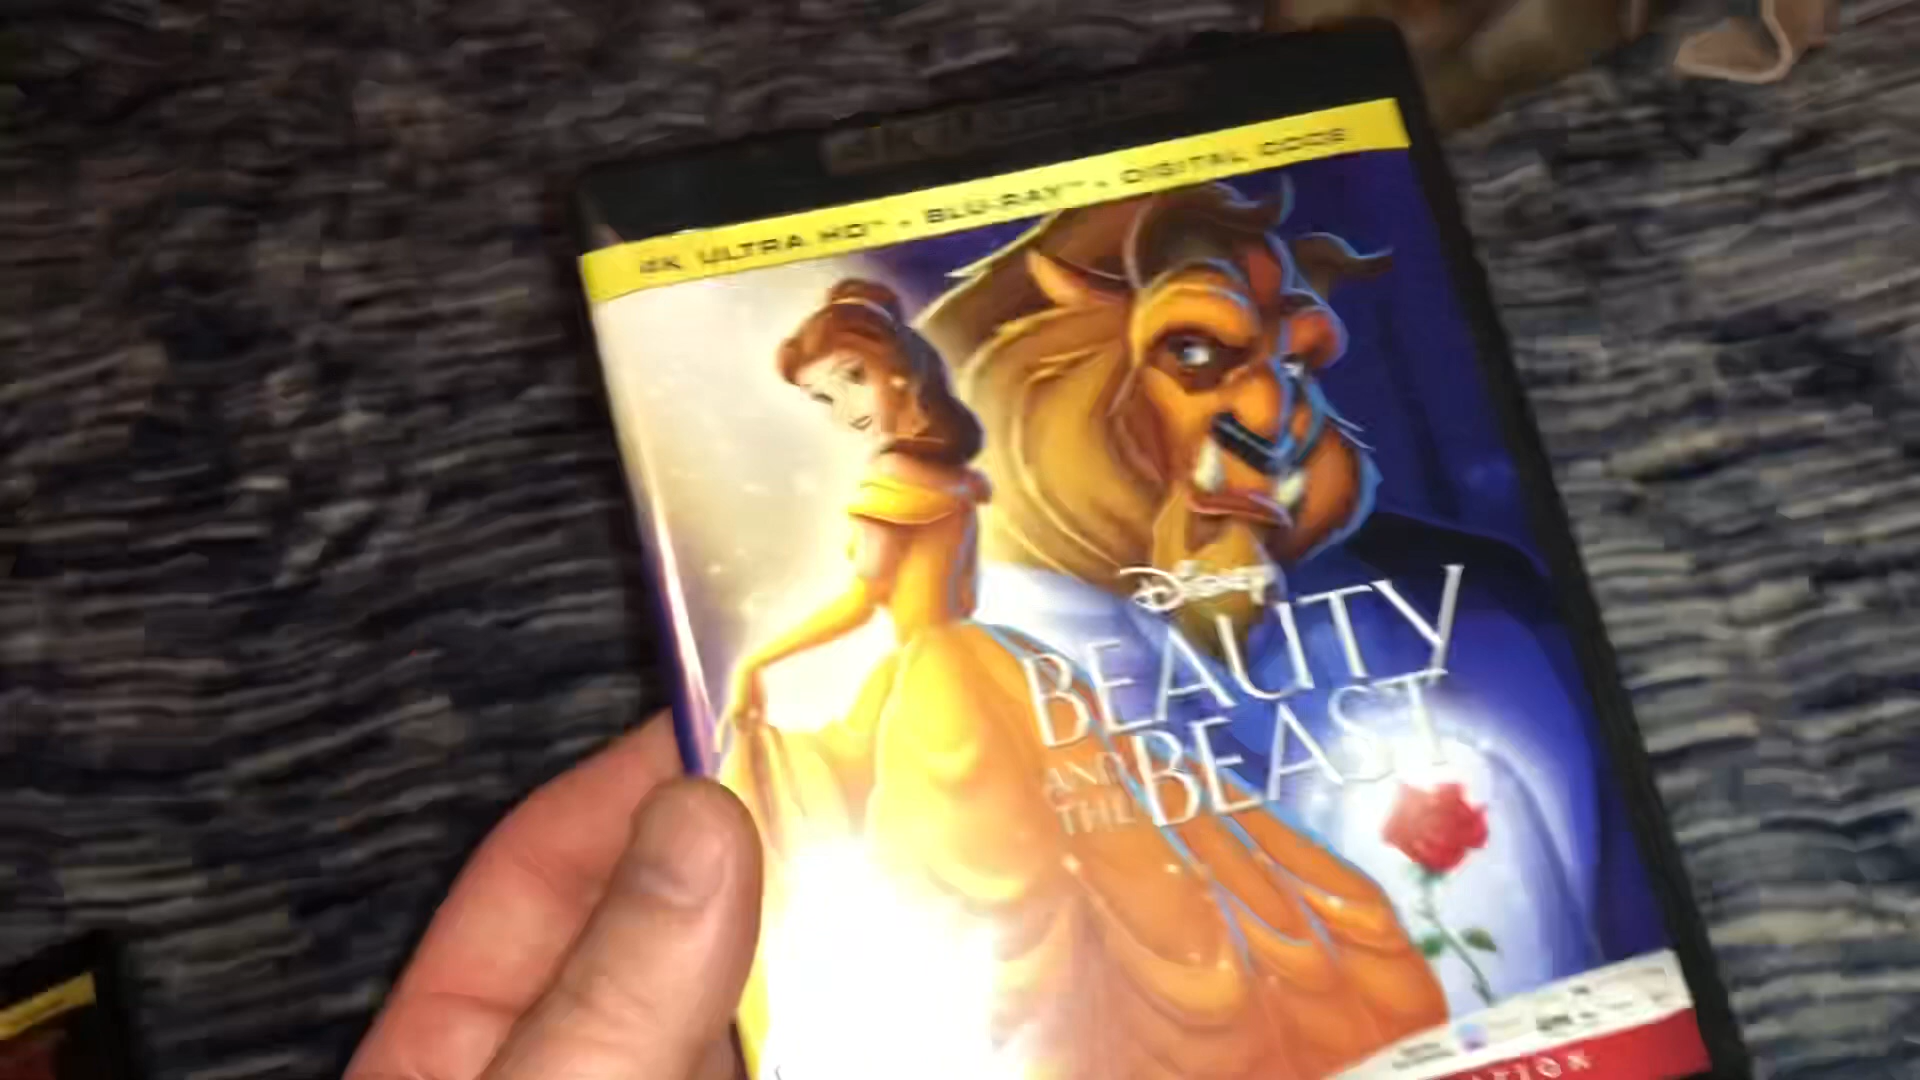 4K ULTRA HD™ • BLU-RAY™ • DIGITAL CODE
Disney
BEAUTY
AND THE BEAST